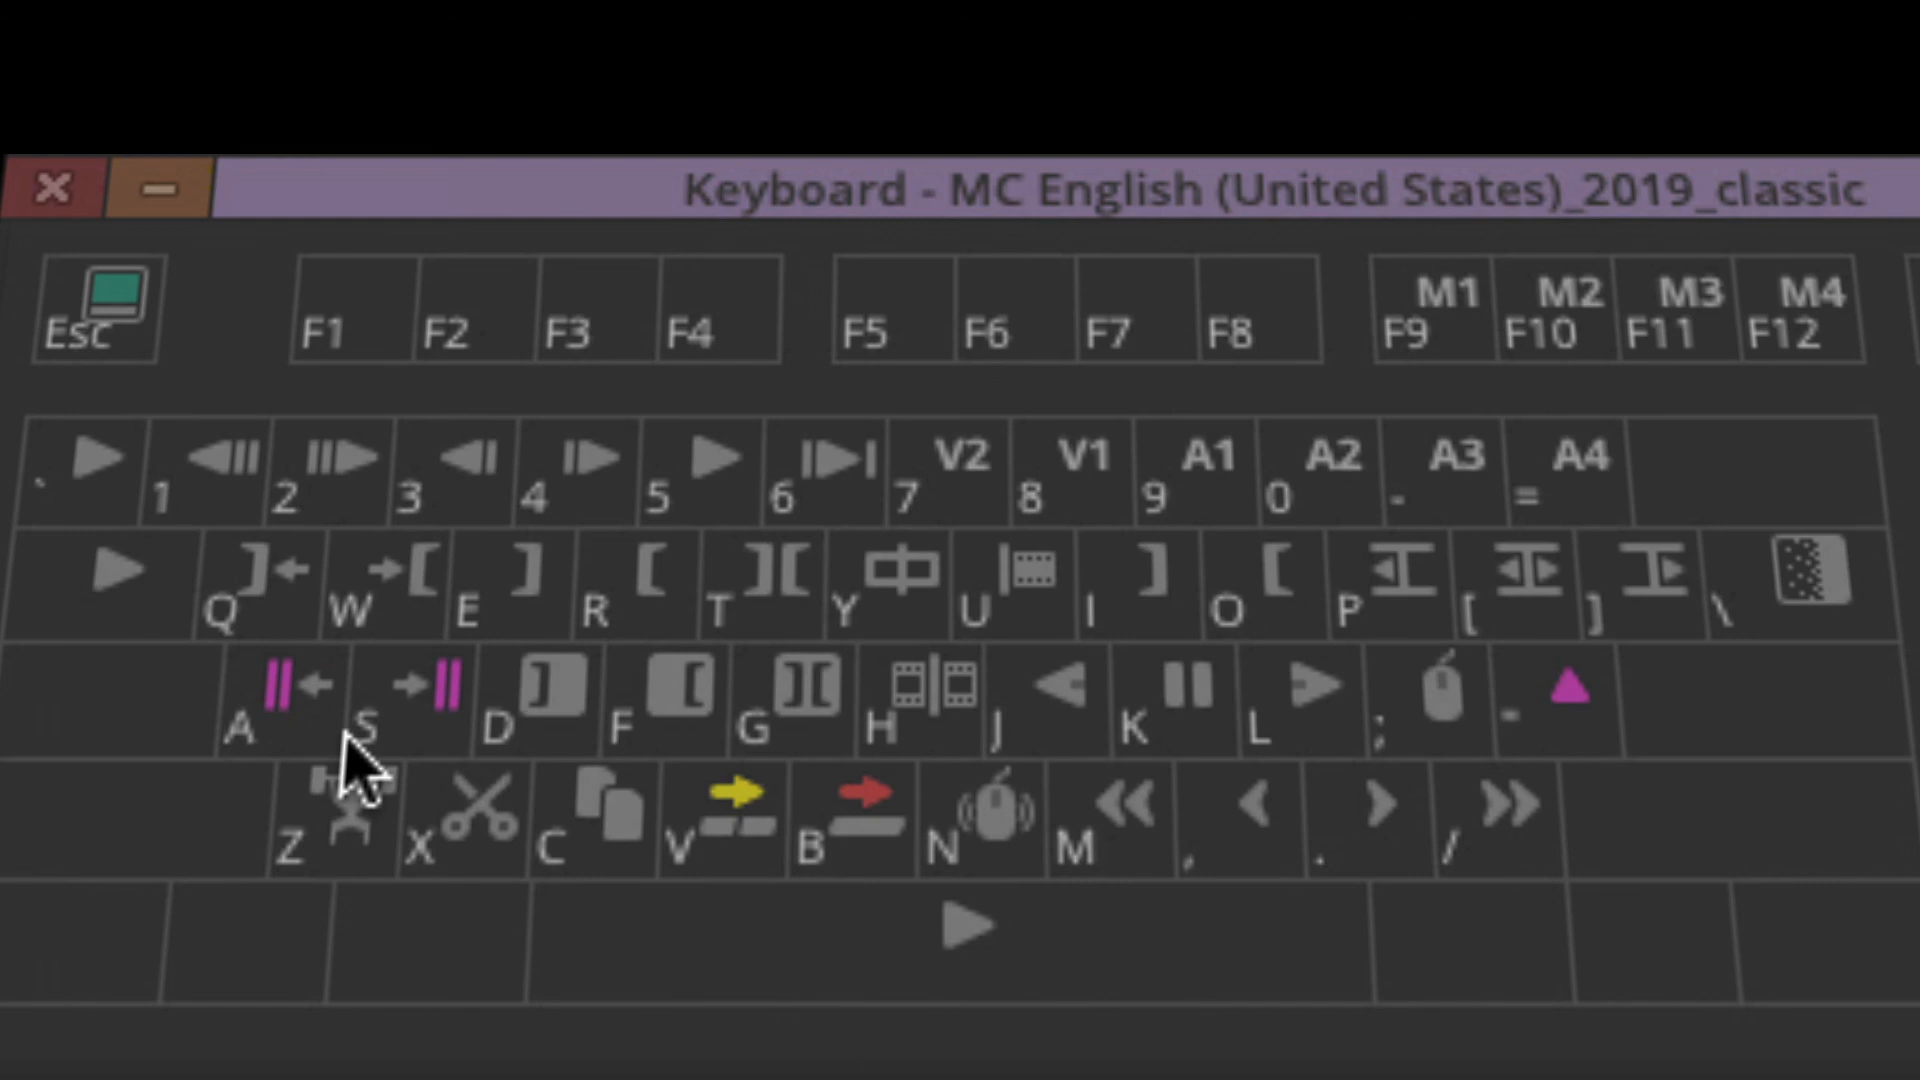 Keyboard - MC English (United States)_2019_classic
M1 M2 M3 M4
Esc F1 F2 F3 F4 F5 F6 F7 F8 F9 F10 F11 F12
V2 V1 A1 A2 A3 A4
` 1 2 3 4 5 6 7 8 9 0 - =
Q W E R T Y U I O P [ ] \
A S D F G H J K L ; -
Z X C V B N M , . /